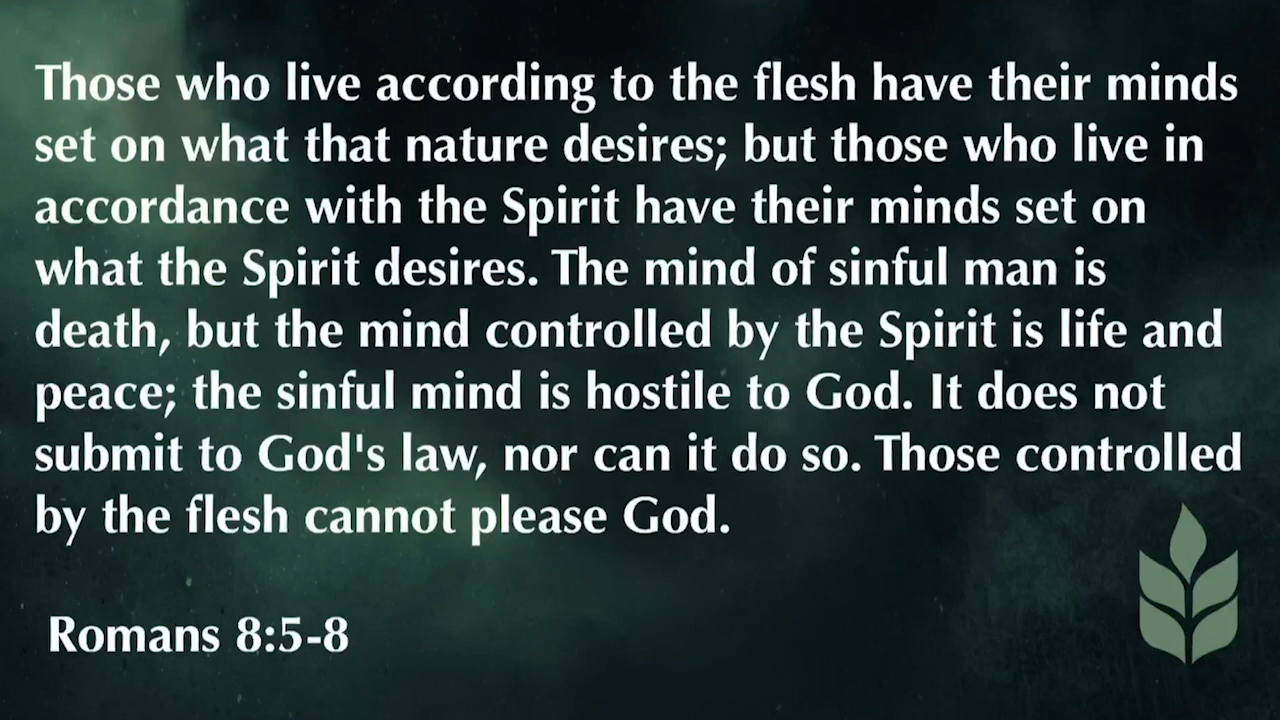 Those who live according to the flesh have their minds
set on what that nature desires; but those who live in
accordance with the Spirit have their minds set on
what the Spirit desires. The mind of sinful man is
death, but the mind controlled by the Spirit is life and
peace; the sinful mind is hostile to God. It does not
submit to God's law, nor can it do so. Those controlled
by the flesh cannot please God.
Romans 8:5-8